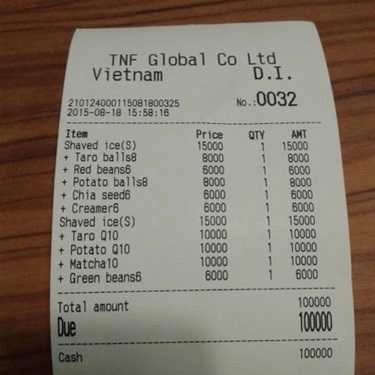 TNF Global Co Ltd
Vietnam D.I.
210124000115081800325 No.:0032
2015-08-18 15:58:16
Item Price QTY AMT
Shaved ice(S) 15000 1 15000
+ Taro balls8 8000 1 8000
+ Red beans6 6000 1 6000
+ Potato balls8 8000 1 8000
+ Chia seed6 6000 1 6000
+ Creamer6 6000 1 6000
Shaved ice(S) 15000 1 15000
+ Taro Q10 10000 1 10000
+ Potato Q10 10000 1 10000
+ Matcha10 10000 1 10000
+ Green beans6 6000 1 6000
Total amount 100000
Due 100000
Cash 100000